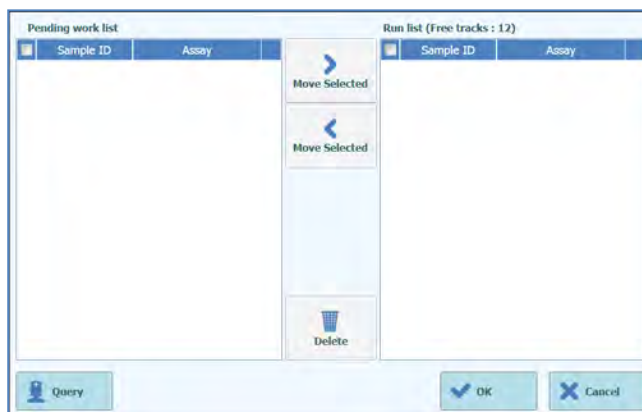 Pending work list
Run list (Free tracks : 12)
Sample ID Assay
Sample ID Assay
Move Selected
Move Selected
Delete
Query
OK
Cancel